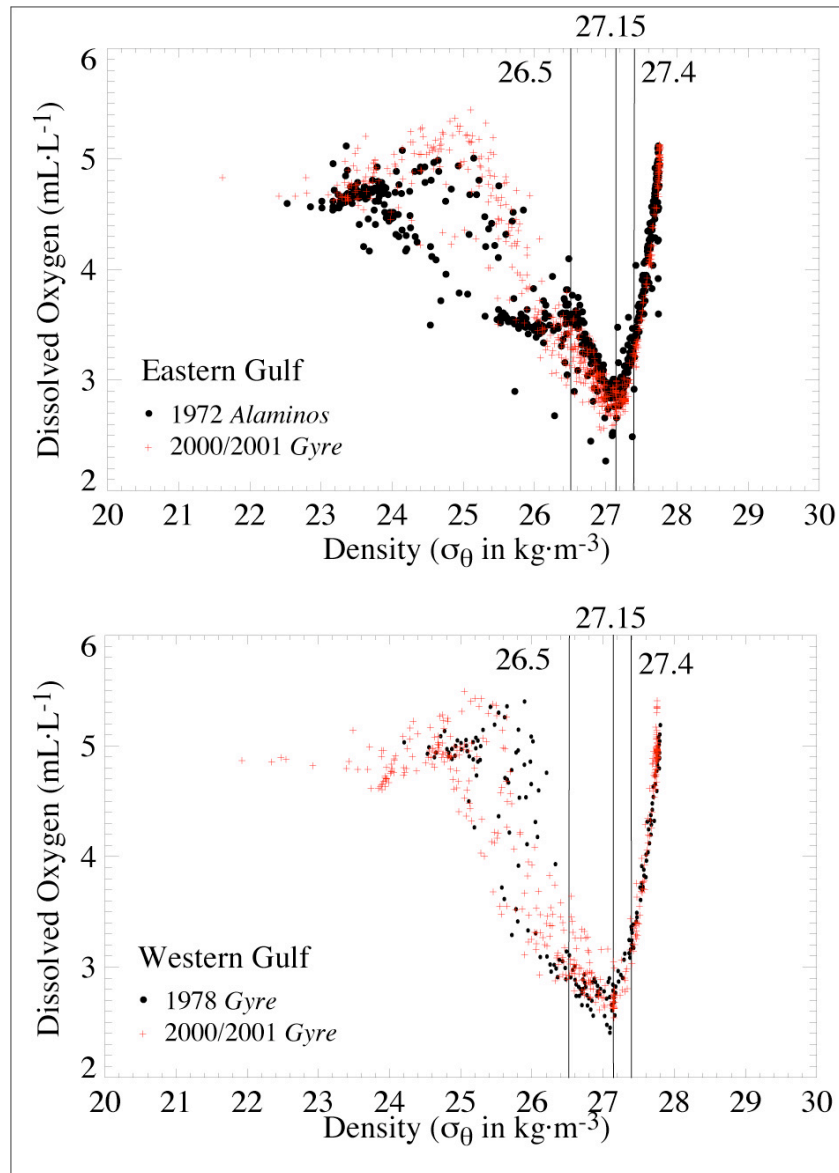 27.15
26.5 27.4
6
5
4
3
2
Dissolved Oxygen (mL·L⁻¹)
Eastern Gulf
• 1972 Alaminos
+ 2000/2001 Gyre
20 21 22 23 24 25 26 27 28 29 30
Density (σθ in kg·m⁻³)
27.15
26.5 27.4
6
5
4
3
2
Dissolved Oxygen (mL·L⁻¹)
Western Gulf
• 1978 Gyre
+ 2000/2001 Gyre
20 21 22 23 24 25 26 27 28 29 30
Density (σθ in kg·m⁻³)